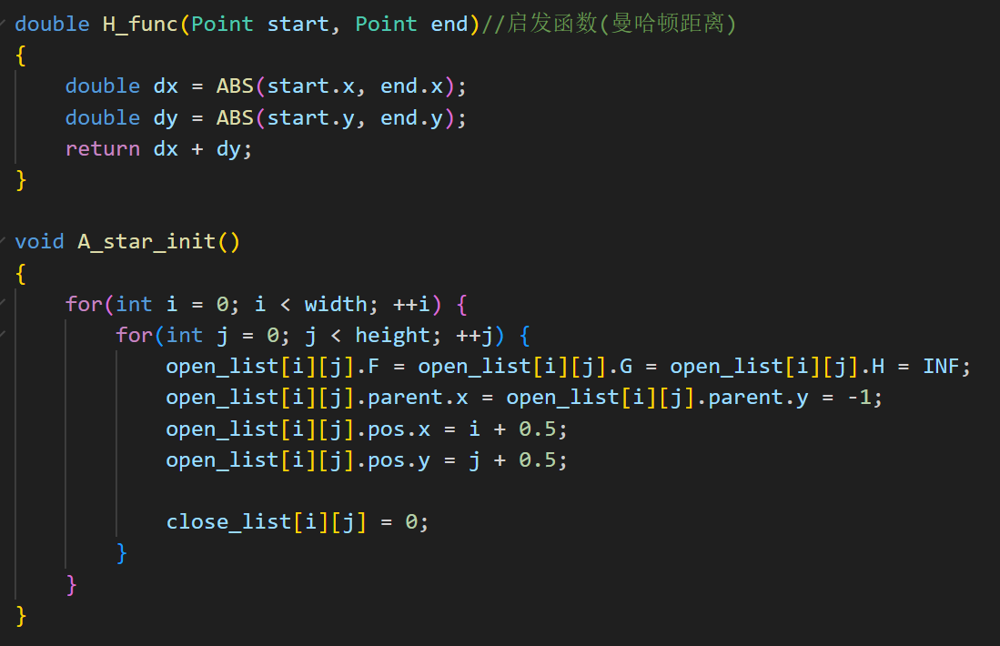 double H_func(Point start, Point end)//启发函数(曼哈顿距离)
{
    double dx = ABS(start.x, end.x);
    double dy = ABS(start.y, end.y);
    return dx + dy;
}
void A_star_init()
{
    for(int i = 0; i < width; ++i) {
        for(int j = 0; j < height; ++j) {
            open_list[i][j].F = open_list[i][j].G = open_list[i][j].H = INF;
            open_list[i][j].parent.x = open_list[i][j].parent.y = -1;
            open_list[i][j].pos.x = i + 0.5;
            open_list[i][j].pos.y = j + 0.5;
            close_list[i][j] = 0;
        }
    }
}